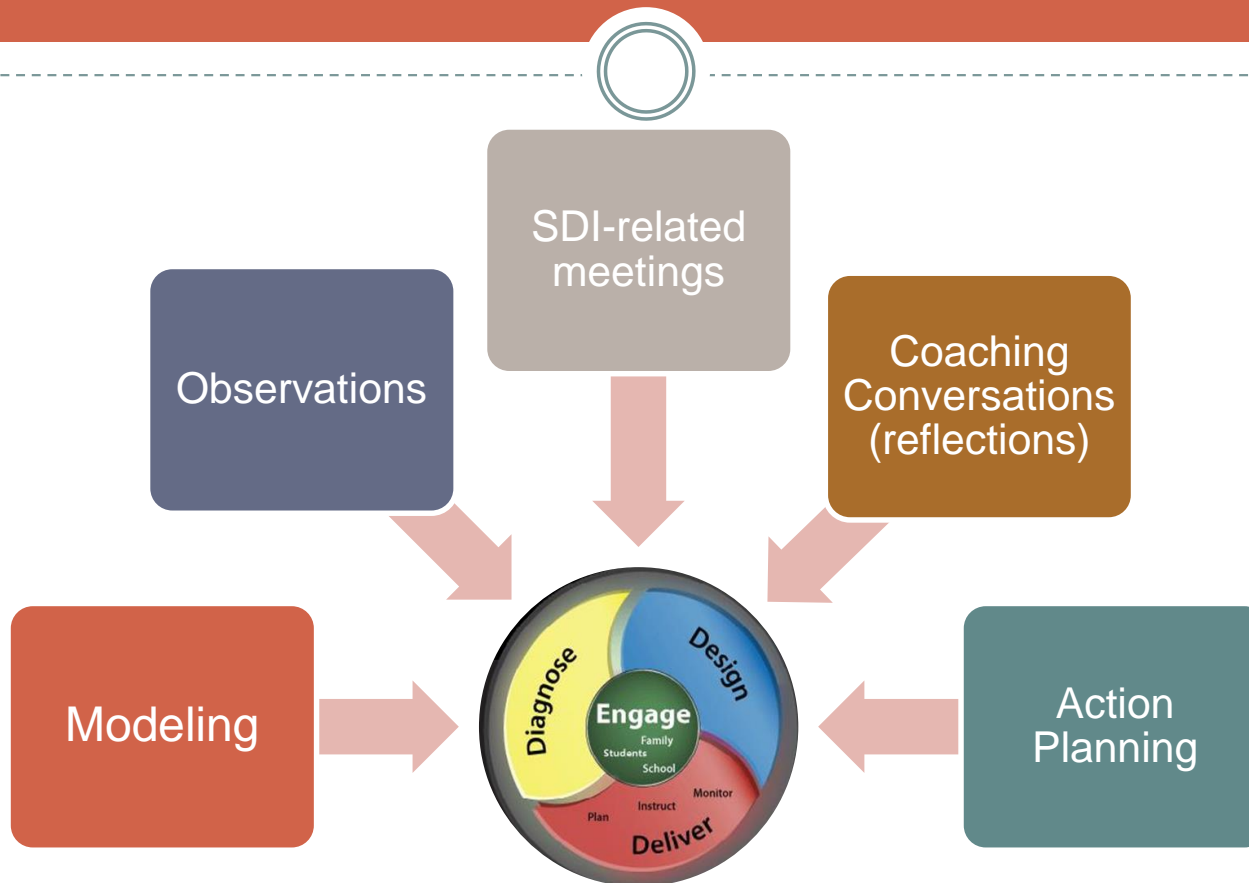 SDI-related
meetings
Observations
Coaching
Conversations
(reflections)
Modeling
Action
Planning
Diagnose
Design
Engage
Family
Students
School
Plan
Instruct
Monitor
Deliver